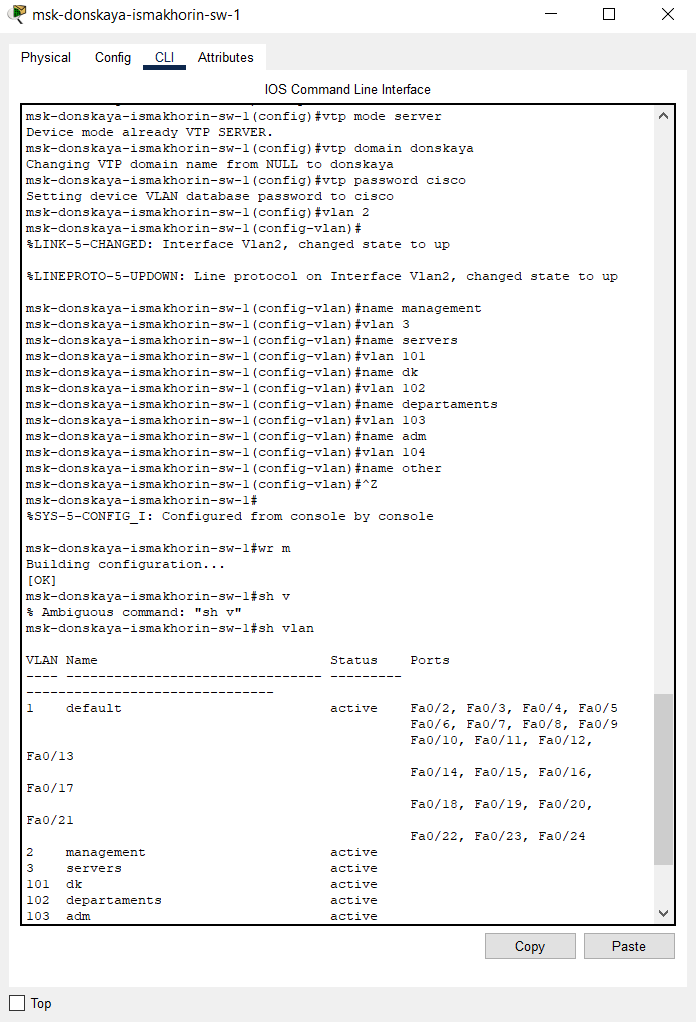 msk-donskaya-ismakhorin-sw-1
Physical Config CLI Attributes
IOS Command Line Interface
msk-donskaya-ismakhorin-sw-1(config)#vtp mode server
Device mode already VTP SERVER.
msk-donskaya-ismakhorin-sw-1(config)#vtp domain donskaya
Changing VTP domain name from NULL to donskaya
msk-donskaya-ismakhorin-sw-1(config)#vtp password cisco
Setting device VLAN database password to cisco
msk-donskaya-ismakhorin-sw-1(config)#vlan 2
msk-donskaya-ismakhorin-sw-1(config-vlan)#
%LINK-5-CHANGED: Interface Vlan2, changed state to up
%LINEPROTO-5-UPDOWN: Line protocol on Interface Vlan2, changed state to up
msk-donskaya-ismakhorin-sw-1(config-vlan)#name management
msk-donskaya-ismakhorin-sw-1(config-vlan)#vlan 3
msk-donskaya-ismakhorin-sw-1(config-vlan)#name servers
msk-donskaya-ismakhorin-sw-1(config-vlan)#vlan 101
msk-donskaya-ismakhorin-sw-1(config-vlan)#name dk
msk-donskaya-ismakhorin-sw-1(config-vlan)#vlan 102
msk-donskaya-ismakhorin-sw-1(config-vlan)#name departaments
msk-donskaya-ismakhorin-sw-1(config-vlan)#vlan 103
msk-donskaya-ismakhorin-sw-1(config-vlan)#name adm
msk-donskaya-ismakhorin-sw-1(config-vlan)#vlan 104
msk-donskaya-ismakhorin-sw-1(config-vlan)#name other
msk-donskaya-ismakhorin-sw-1(config-vlan)#^Z
msk-donskaya-ismakhorin-sw-1#
%SYS-5-CONFIG_I: Configured from console by console
msk-donskaya-ismakhorin-sw-1#wr m
Building configuration...
[OK]
msk-donskaya-ismakhorin-sw-1#sh v
% Ambiguous command: "sh v"
msk-donskaya-ismakhorin-sw-1#sh vlan
VLAN Name Status Ports
---- -------------------------------- ---------
-------------------------------
1 default active Fa0/2, Fa0/3, Fa0/4, Fa0/5
Fa0/6, Fa0/7, Fa0/8, Fa0/9
Fa0/10, Fa0/11, Fa0/12,
Fa0/13
Fa0/14, Fa0/15, Fa0/16,
Fa0/17
Fa0/18, Fa0/19, Fa0/20,
Fa0/21
Fa0/22, Fa0/23, Fa0/24
2 management active
3 servers active
101 dk active
102 departaments active
103 adm active
Copy Paste
Top